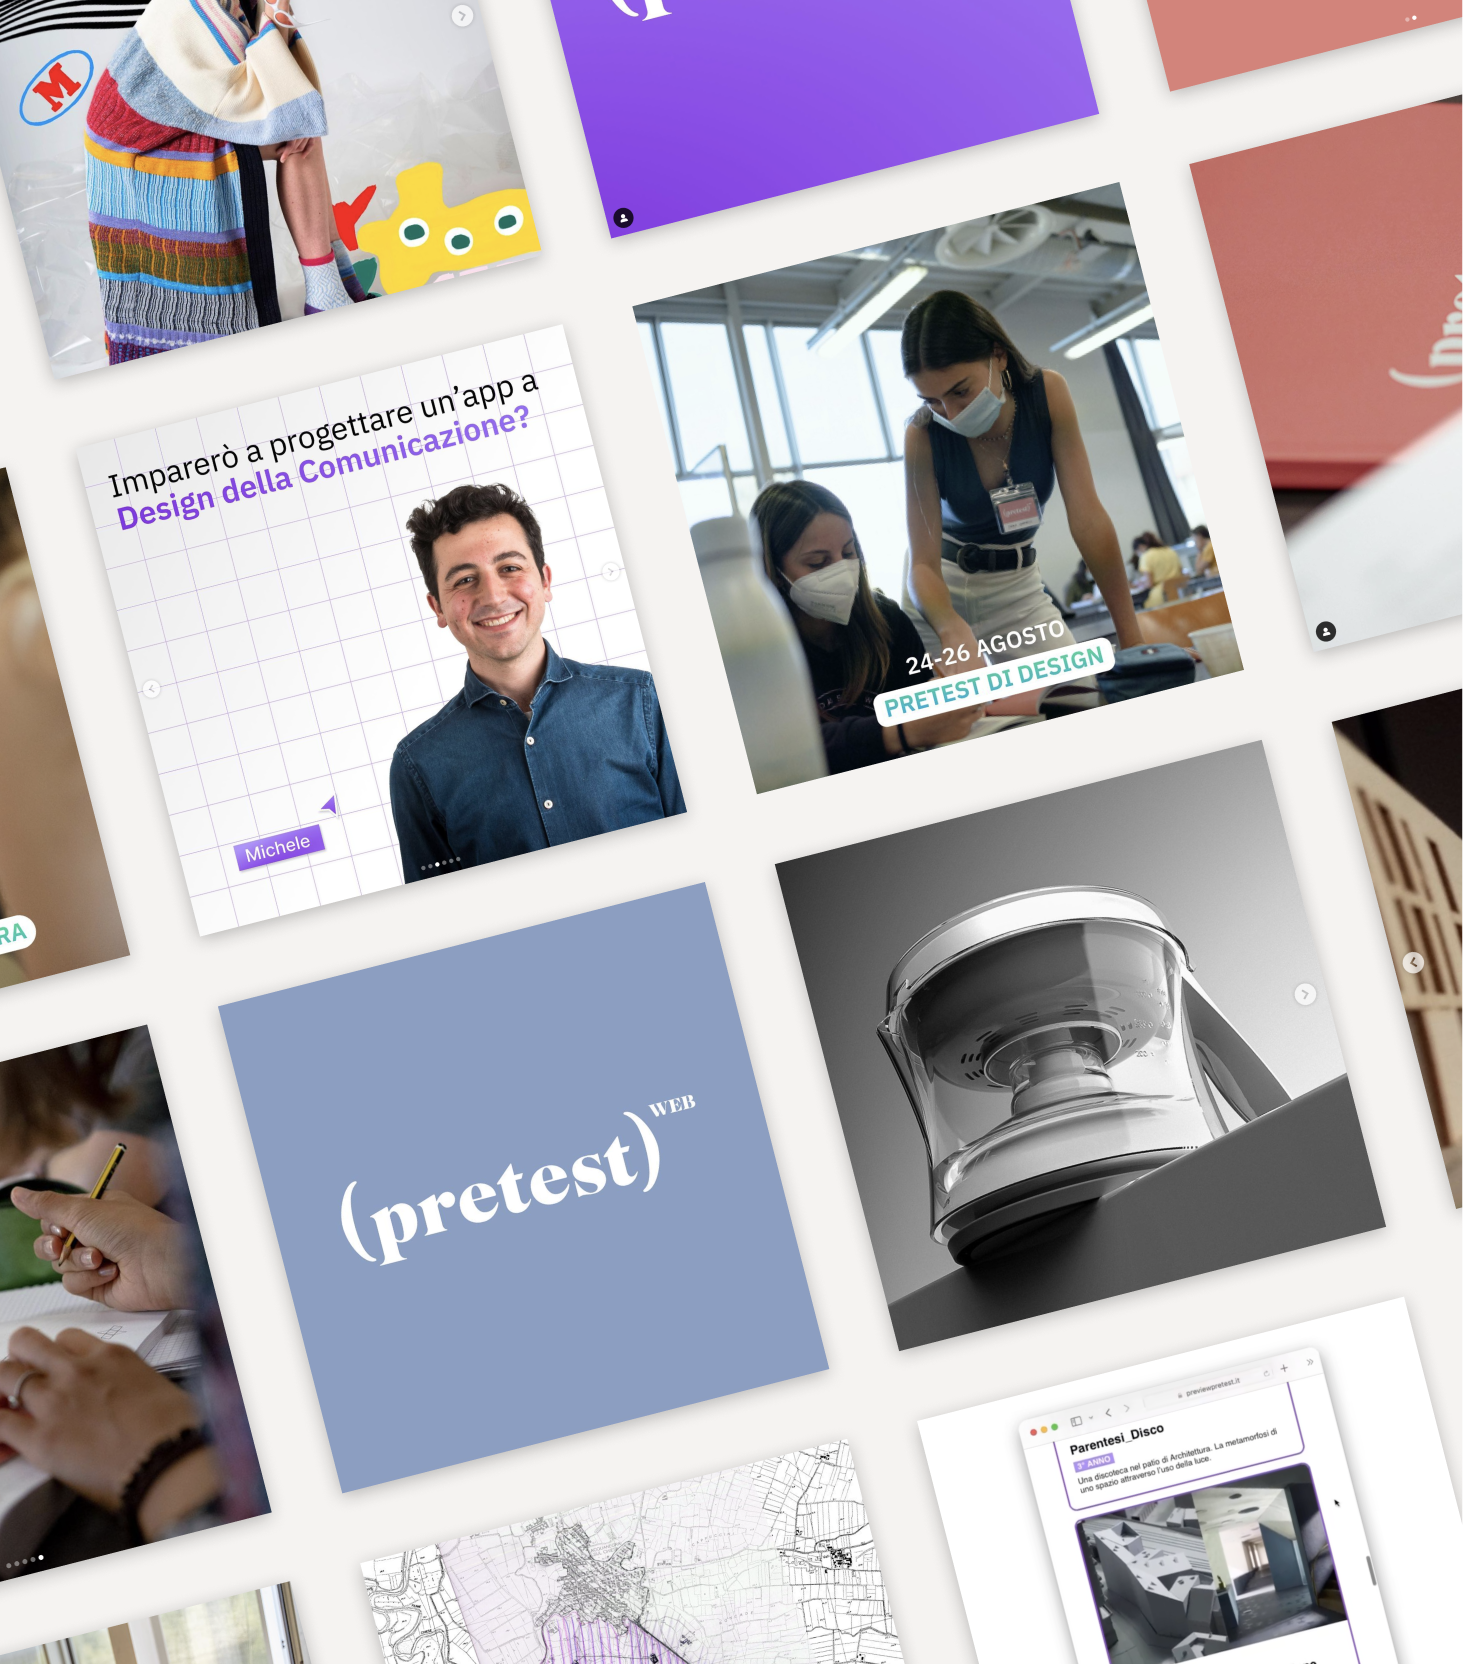 M
Imparerò a progettare un'app a
Design della Comunicazione?
Michele
(pretest)
24-26 AGOSTO
PRETEST DI DESIGN
RA
(pretest)WEB
previewpretest.it
Parentesi_Disco
3° ANNO
Una discoteca nel patio di Architettura. La metamorfosi di
uno spazio attraverso l'uso della luce.